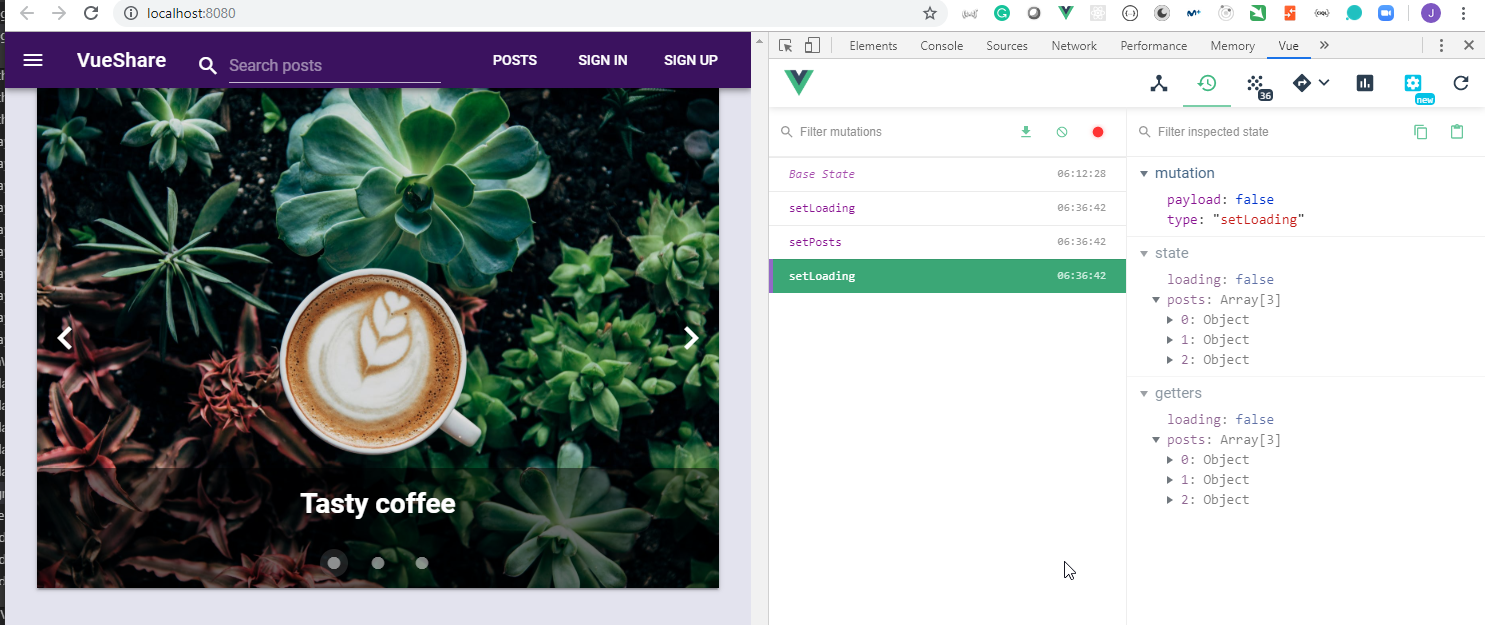 localhost:8080
J
VueShare
Search posts
POSTS
SIGN IN
SIGN UP
Tasty coffee
Elements
Console
Sources
Network
Performance
Memory
Vue
36
new
Filter mutations
Base State 06:12:28
setLoading 06:36:42
setPosts 06:36:42
setLoading 06:36:42
Filter inspected state
mutation
payload: false
type: "setLoading"
state
loading: false
posts: Array[3]
0: Object
1: Object
2: Object
getters
loading: false
posts: Array[3]
0: Object
1: Object
2: Object